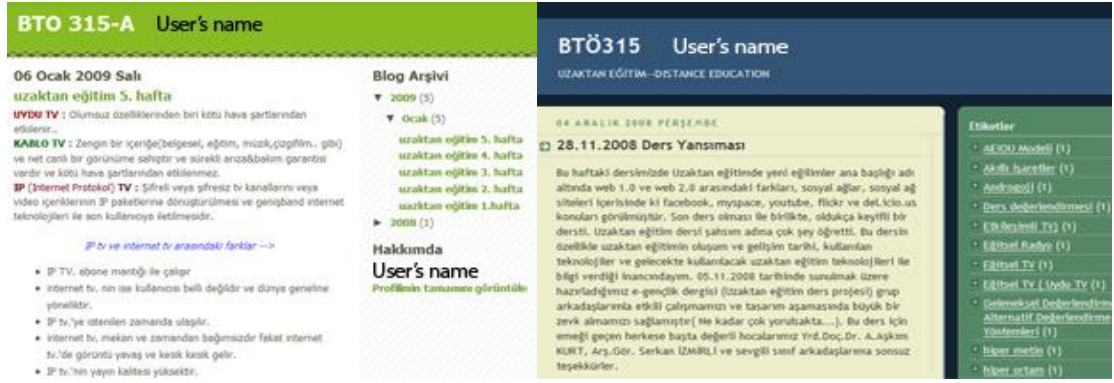 BTO 315-A User's name
06 Ocak 2009 Salı
uzaktan eğitim 5. hafta
UYDU TV : Olumsuz özelliklerinden biri kötü hava şartlarından
etkilenir..
KABLO TV : Zengin bir içeriğe(belgesel, eğitim, müzik,çizgifilm.. gibi)
ve net canlı bir görünüme sahiptir ve sürekli arıza&bakım garantisi
vardır ve kötü hava şartlarından etkilenmez.
IP (Internet Protokol) TV : Şifreli veya şifresiz tv kanallarını veya
video içeriklerinin IP paketlerine dönüştürülmesi ve genişband internet
teknolojileri ile son kullanıcıya iletilmesidir.
IP tv ve internet tv arasındaki farklar -->
IP TV, abone mantığı ile çalışır
internet tv. nin ise kullanıcısı belli değildir ve dünya geneline
yöneliktir.
IP tv.'ye istenilen zamanda ulaşılır.
internet tv. mekan ve zamandan bağımsızdır fakat internet
tv.'de görüntü yavaş ve kesik kesik gelir.
IP tv.'nin yayın kalitesi yüksektir.
Blog Arşivi
▼ 2009 (5)
▼ Ocak (5)
uzaktan eğitim 5. hafta
uzaktan eğitim 4. hafta
uzaktan eğitim 3. hafta
uzaktan eğitim 2. hafta
uazktan eğitim 1.hafta
► 2008 (1)
Hakkımda
User's name
Profilimin tamamını görüntüle
BTÖ315 User's name
UZAKTAN EĞİTİM--DISTANCE EDUCATION
04 ARALIK 2008 PERŞEMBE
28.11.2008 Ders Yansıması
Bu haftaki dersimizde Uzaktan eğitimde yeni eğilimler ana başlığı adı
altında web 1.0 ve web 2.0 arasındaki farkları, sosyal ağlar, sosyal ağ
siteleri içerisinde ki facebook, myspace, youtube, flickr ve del.icio.us
konuları görülmüştür. Son ders olması ile birlikte, oldukça keyifli bir
dersti. Uzaktan eğitim dersi şahsım adına çok şey öğretti. Bu dersin
özellikle uzaktan eğitimin oluşum ve gelişim tarihi, kullanılan
teknolojiler ve gelecekte kullanılacak uzaktan eğitim teknolojileri ile
bilgi verdiği inancındayım. 05.11.2008 tarihinde sunulmak üzere
hazırladığımız e-gençlik dergisi (Uzaktan eğitim ders projesi) grup
arkadaşlarımla etkili çalışmamızı ve tasarım aşamasında büyük bir
zevk almamızı sağlamıştır( Ne kadar çok yorulsakta...). Bu ders için
emeği geçen herkese başta değerli hocalarımız Yrd.Doç.Dr. A.Aşkım
KURT, Arş.Gör. Serkan İZMİRLİ ve sevgili sınıf arkadaşlarıma sonsuz
teşekkürler.
Etiketler
AEIOU Modeli (1)
Akıllı işaretler (1)
Androgoji (1)
Ders değerlendirmesi (1)
Etkileşimli TV) (1)
Eğitsel Radyo (1)
Eğitsel TV (1)
Eğitsel TV ( Uydu TV (1)
Geleneksel Değerlendirme
Alternatif Değerlendirme
Yöntemleri (1)
hiper metin (1)
hiper ortam (1)